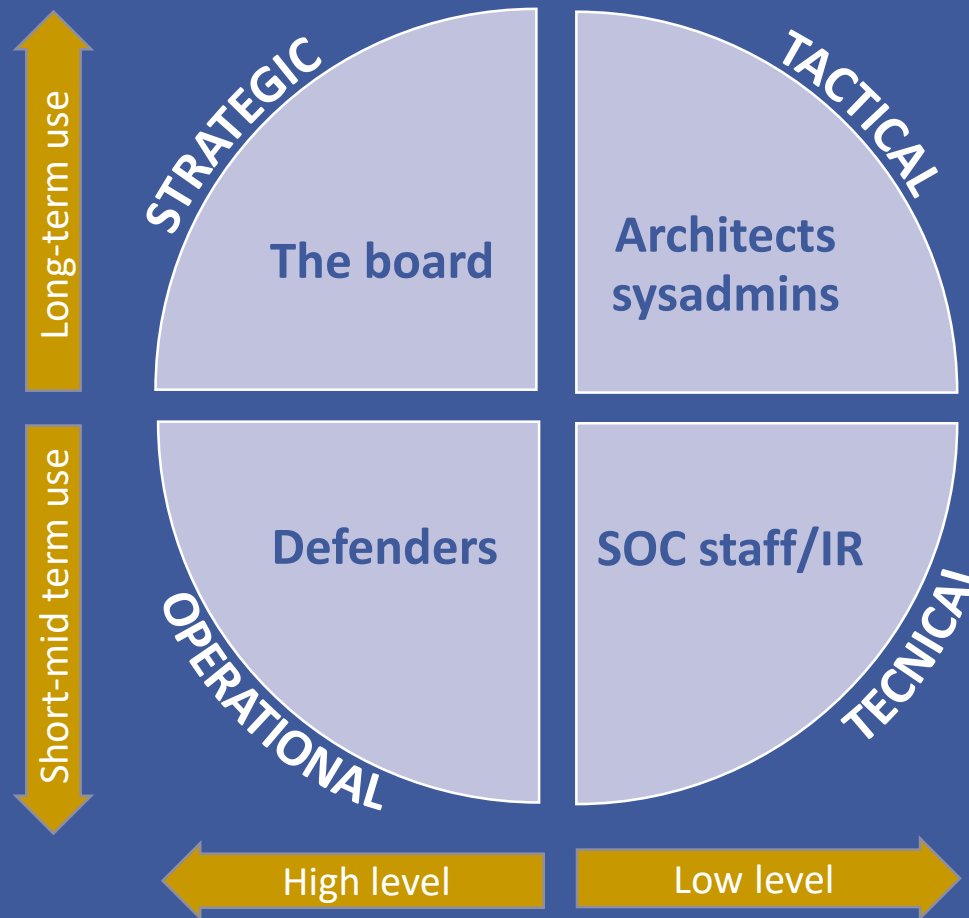 STRATEGIC
TACTICAL
Long-term use
The board
Architects
sysadmins
Short-mid term use
Defenders
SOC staff/IR
OPERATIONAL
TECNICAL
High level
Low level